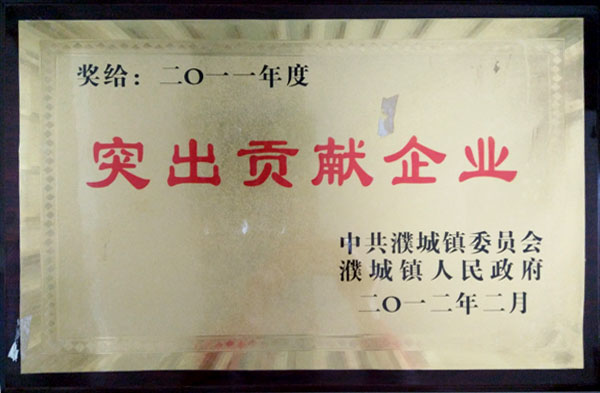 奖给：二〇一一年度
突出贡献企业
中共濮城镇委员会
濮城镇人民政府
二〇一二年二月